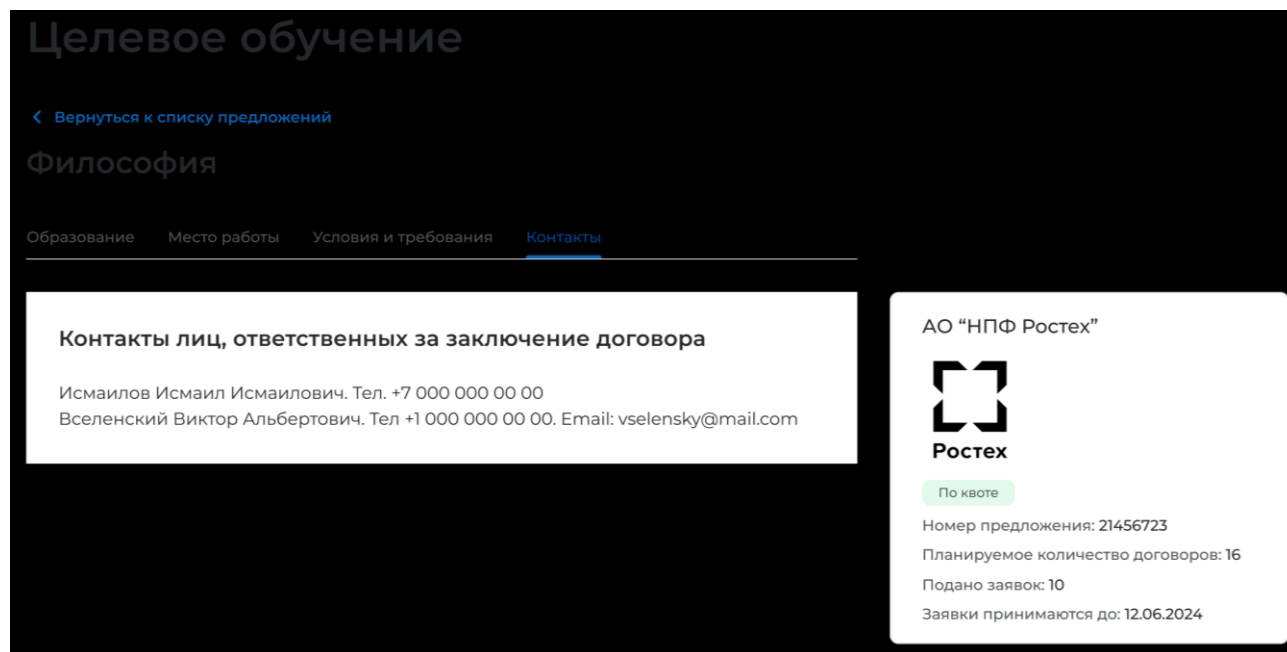 Целевое обучение
Вернуться к списку предложений
Философия
Образование Место работы Условия и требования Контакты
Контакты лиц, ответственных за заключение договора
Исмаилов Исмаил Исмаилович. Тел. +7 000 000 00 00
Вселенский Виктор Альбертович. Тел +1 000 000 00 00. Email: vselensky@mail.com
АО “НПФ Ростех”
Ростех
По квоте
Номер предложения: 21456723
Планируемое количество договоров: 16
Подано заявок: 10
Заявки принимаются до: 12.06.2024